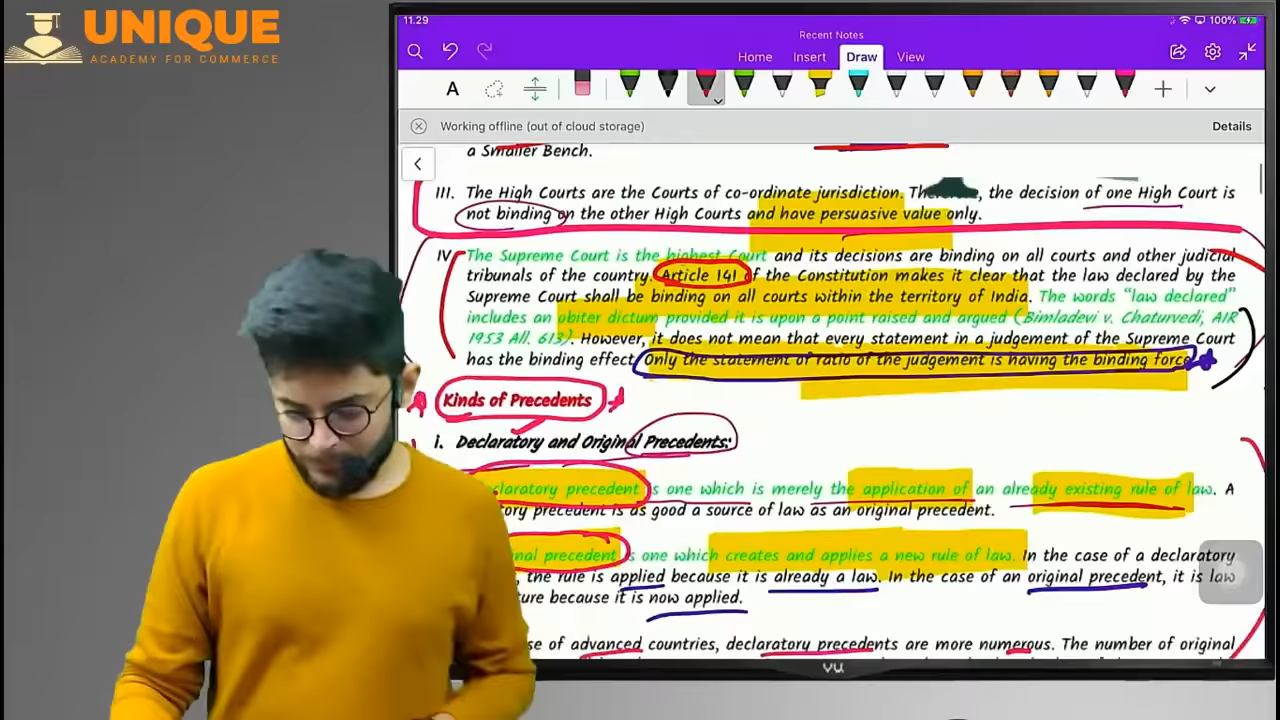 UNIQUE
ACADEMY FOR COMMERCE
11.29
100%
Recent Notes
Home Insert Draw View
A
Working offline (out of cloud storage)
Details
a Smaller Bench.
III. The High Courts are the Courts of co-ordinate jurisdiction. , the decision of one High Court is
not binding on the other High Courts and have persuasive value only.
IV The Supreme Court is the highest Court and its decisions are binding on all courts and other judicial
tribunals of the country. Article 141 of the Constitution makes it clear that the law declared by the
Supreme Court shall be binding on all courts within the territory of India. The words "law declared"
includes an obiter dictum provided it is upon a point raised and argued (Bimladevi v. Chaturvedi, AIR
1953 All. 613). However, it does not mean that every statement in a judgement of the Supreme Court
has the binding effect. Only the statement of ratio of the judgement is having the binding force.
Kinds of Precedents
i. Declaratory and Original Precedents:
claratory precedent is one which is merely the application of an already existing rule of law. A
tory precedent is as good a source of law as an original precedent.
nal precedent is one which creates and applies a new rule of law. In the case of a declaratory
, the rule is applied because it is already a law. In the case of an original precedent, it is law
ture because it is now applied.
se of advanced countries, declaratory precedents are more numerous. The number of original
vu